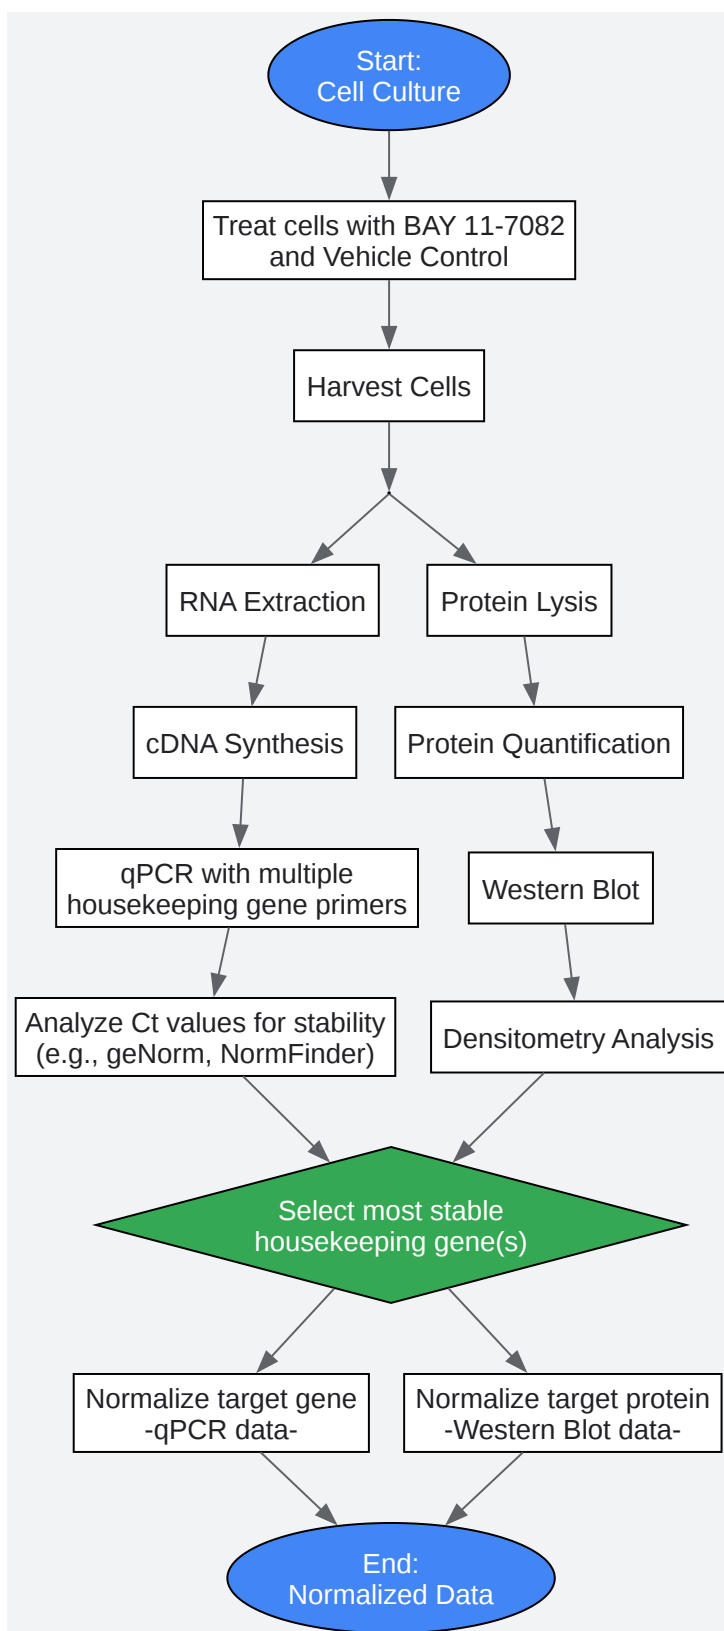 Start:
Cell Culture
Treat cells with BAY 11-7082
and Vehicle Control
Harvest Cells
RNA Extraction
Protein Lysis
cDNA Synthesis
Protein Quantification
qPCR with multiple
housekeeping gene primers
Western Blot
Analyze Ct values for stability
(e.g., geNorm, NormFinder)
Densitometry Analysis
Select most stable
housekeeping gene(s)
Normalize target gene
-qPCR data-
Normalize target protein
-Western Blot data-
End:
Normalized Data